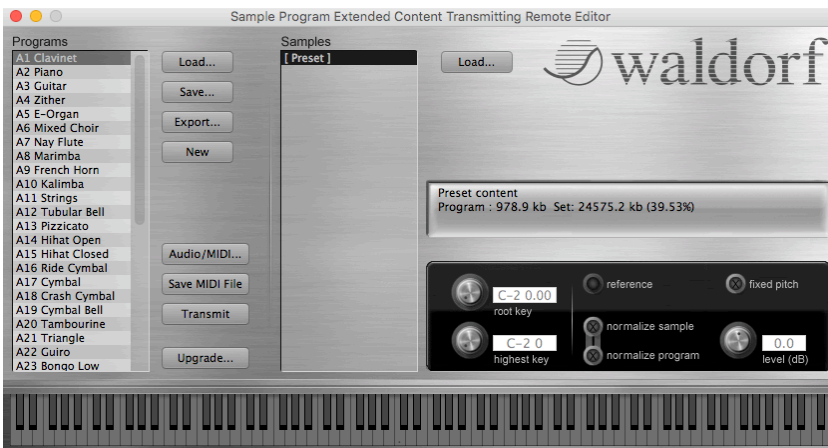 Sample Program Extended Content Transmitting Remote Editor
Programs
A1 Clavinet
A2 Piano
A3 Guitar
A4 Zither
A5 E-Organ
A6 Mixed Choir
A7 Nay Flute
A8 Marimba
A9 French Horn
A10 Kalimba
A11 Strings
A12 Tubular Bell
A13 Pizzicato
A14 Hihat Open
A15 Hihat Closed
A16 Ride Cymbal
A17 Cymbal
A18 Crash Cymbal
A19 Cymbal Bell
A20 Tambourine
A21 Triangle
A22 Guiro
A23 Bongo Low
Load...
Save...
Export...
New
Audio/MIDI...
Save MIDI File
Transmit
Upgrade...
Samples
[ Preset ]
Load...
waldorf
Preset content
Program : 978.9 kb Set: 24575.2 kb (39.53%)
C-2 0.00
root key
C-2 0
highest key
reference
normalize sample
normalize program
fixed pitch
0.0
level (dB)